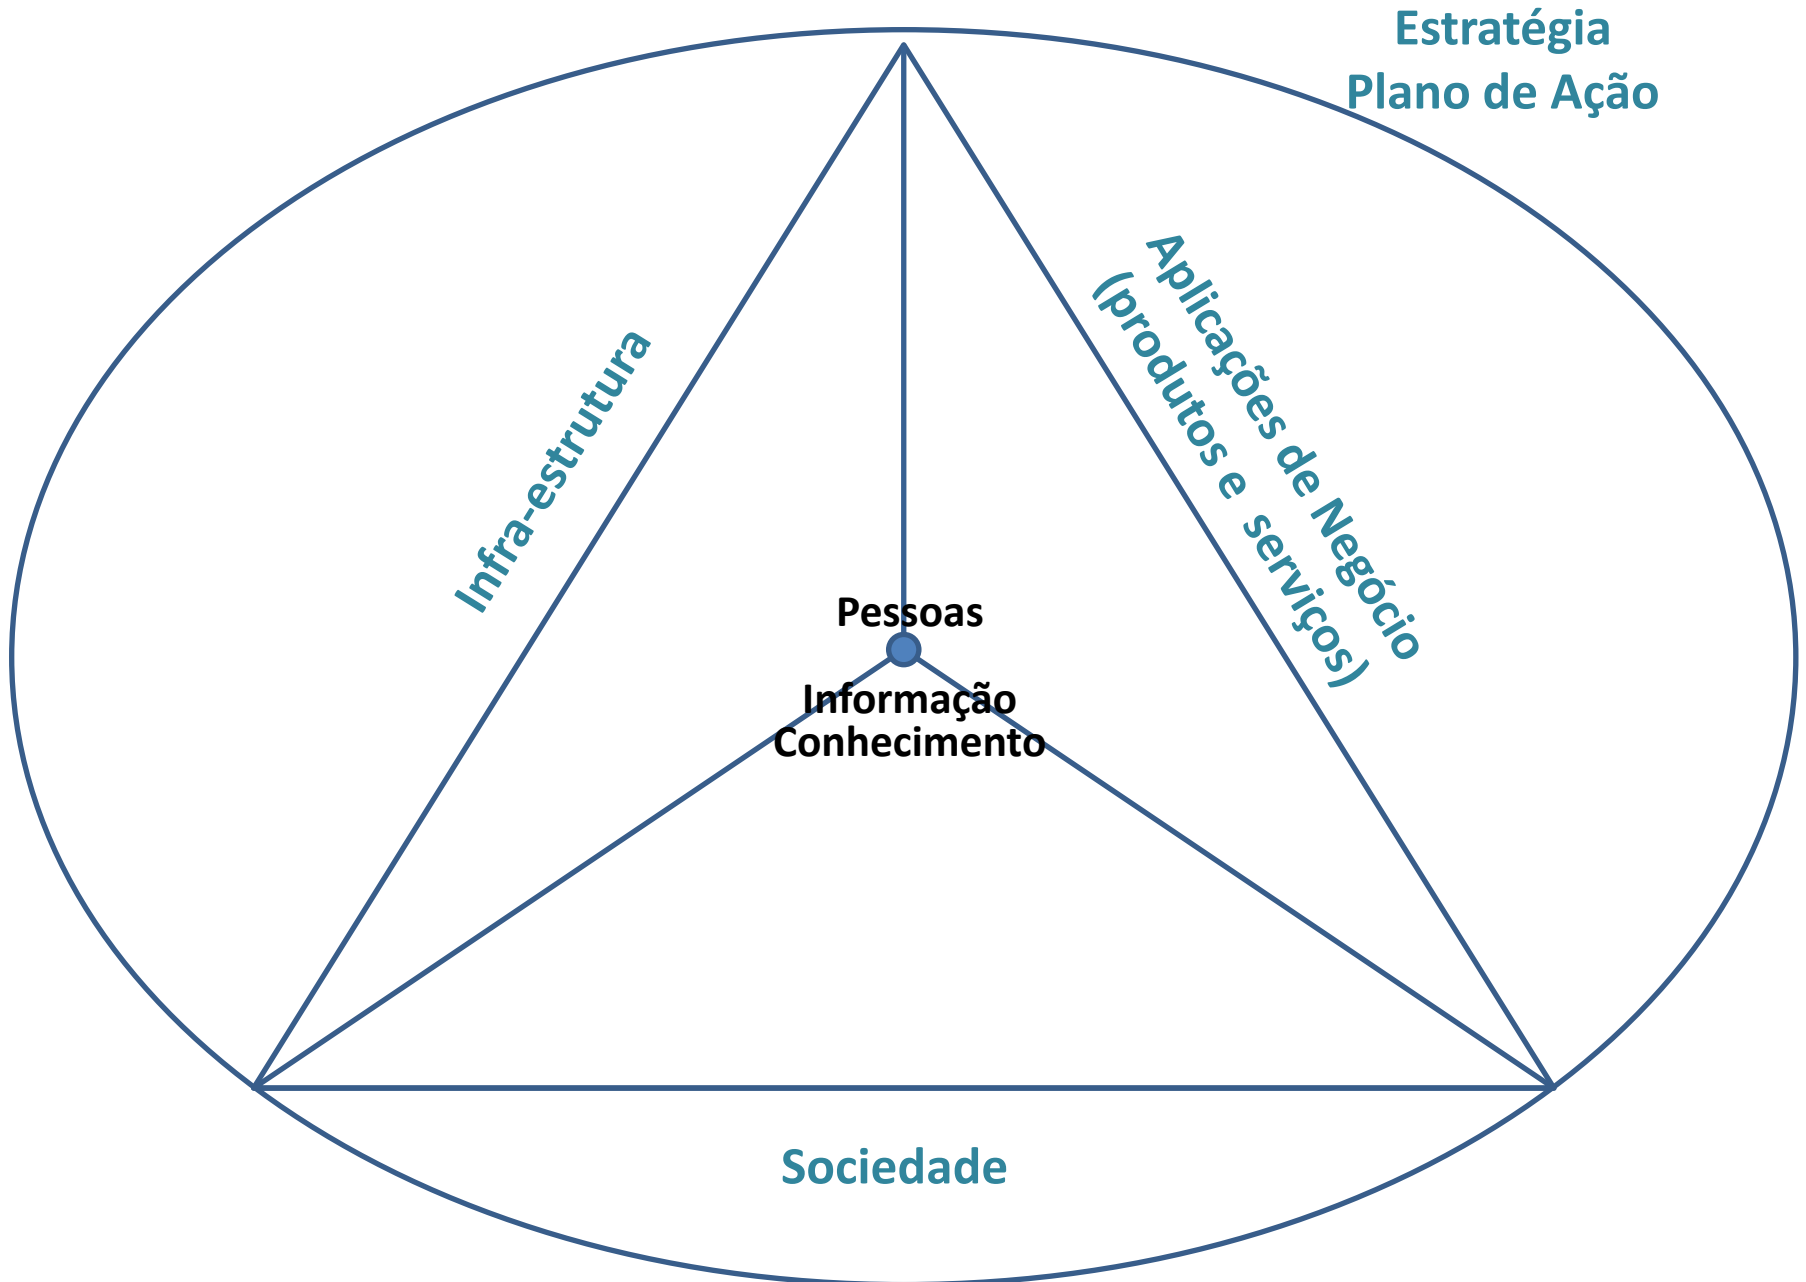 Estratégia
Plano de Ação
Infra-estrutura
Aplicações de Negócio
(produtos e serviços)
Pessoas
Informação
Conhecimento
Sociedade